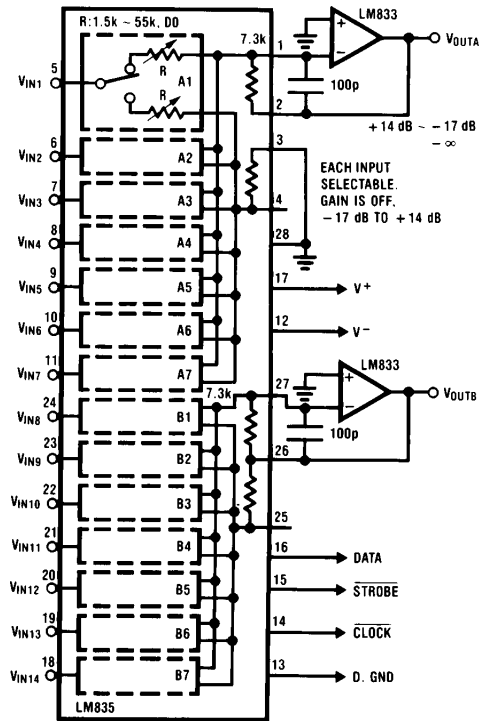 R:1.5k ~ 55k, D0
7.3k
1
LM833
VOUTA
100p
2
+14 dB ~ −17 dB
−∞
5
VIN1
R
A1
R
3
6
VIN2
A2
EACH INPUT
SELECTABLE.
GAIN IS OFF,
−17 dB TO +14 dB
7
VIN3
A3
4
8
VIN4
A4
28
9
VIN5
A5
17
V+
10
VIN6
A6
12
V−
11
VIN7
A7
LM833
7.3k
27
24
VIN8
B1
VOUTB
100p
23
VIN9
B2
26
22
VIN10
B3
25
21
VIN11
B4
16
DATA
20
VIN12
B5
15
STROBE
19
VIN13
B6
14
CLOCK
18
VIN14
B7
13
D. GND
LM835